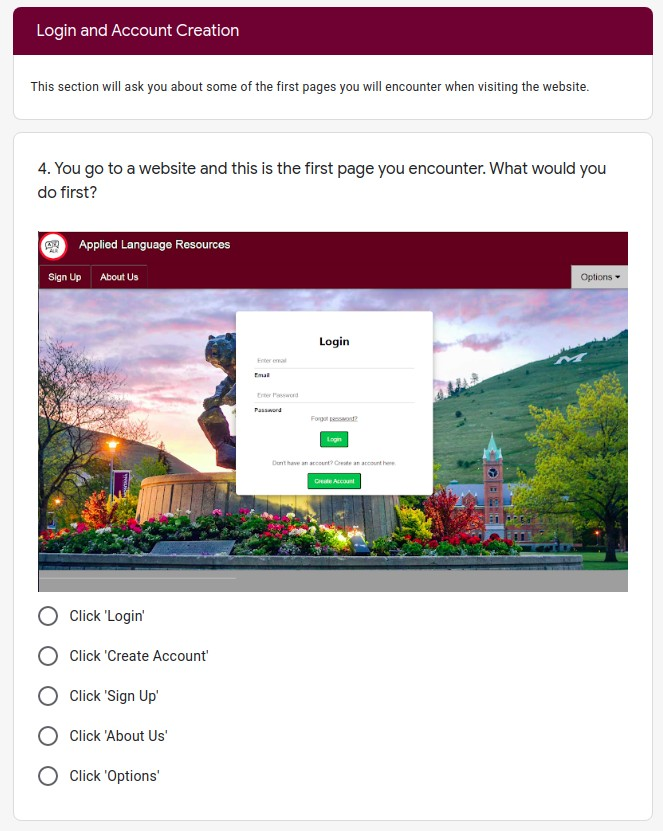 Login and Account Creation
This section will ask you about some of the first pages you will encounter when visiting the website.
4. You go to a website and this is the first page you encounter. What would you
do first?
Applied Language Resources
Sign Up About Us Options
Login
Enter email
Email
Enter Password
Password
Forgot password?
Login
Don't have an account? Create an account here.
Create Account
M
Click 'Login'
Click 'Create Account'
Click 'Sign Up'
Click 'About Us'
Click 'Options'